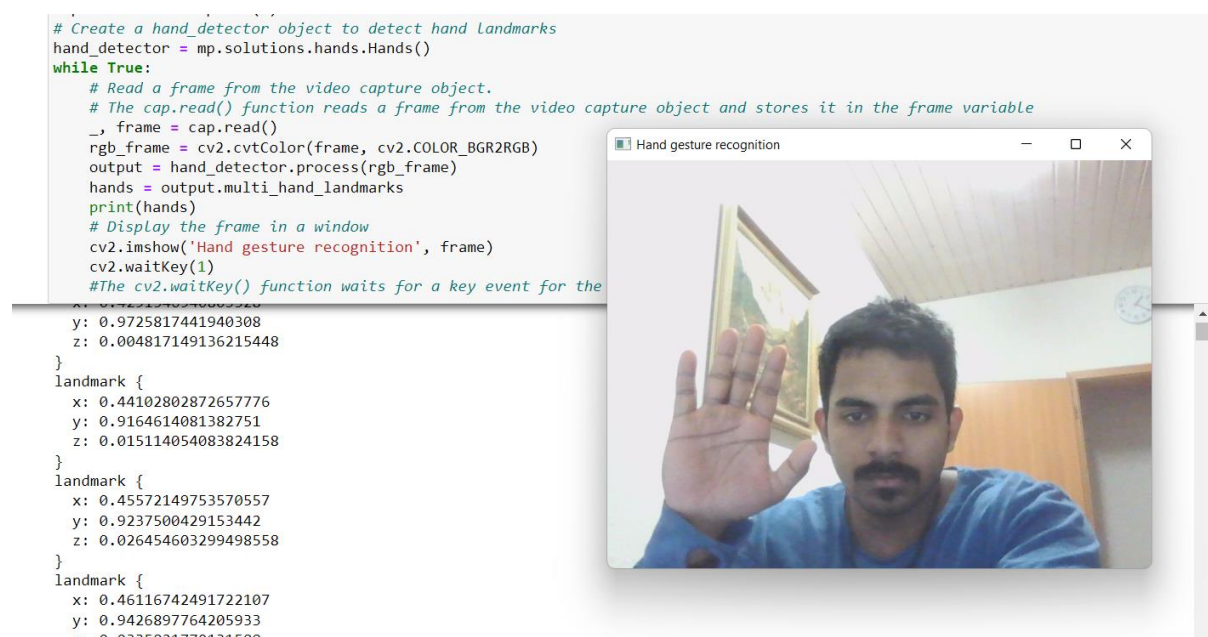 # Create a hand_detector object to detect hand landmarks
hand_detector = mp.solutions.hands.Hands()
while True:
    # Read a frame from the video capture object.
    # The cap.read() function reads a frame from the video capture object and stores it in the frame variable
    _, frame = cap.read()
    rgb_frame = cv2.cvtColor(frame, cv2.COLOR_BGR2RGB)
    output = hand_detector.process(rgb_frame)
    hands = output.multi_hand_landmarks
    print(hands)
    # Display the frame in a window
    cv2.imshow('Hand gesture recognition', frame)
    cv2.waitKey(1)
    #The cv2.waitKey() function waits for a key event for the
Hand gesture recognition
  y: 0.9725817441940308
  z: 0.004817149136215448
}
landmark {
  x: 0.44102802872657776
  y: 0.9164614081382751
  z: 0.015114054083824158
}
landmark {
  x: 0.45572149753570557
  y: 0.9237500429153442
  z: 0.026454603299498558
}
landmark {
  x: 0.46116742491722107
  y: 0.9426897764205933